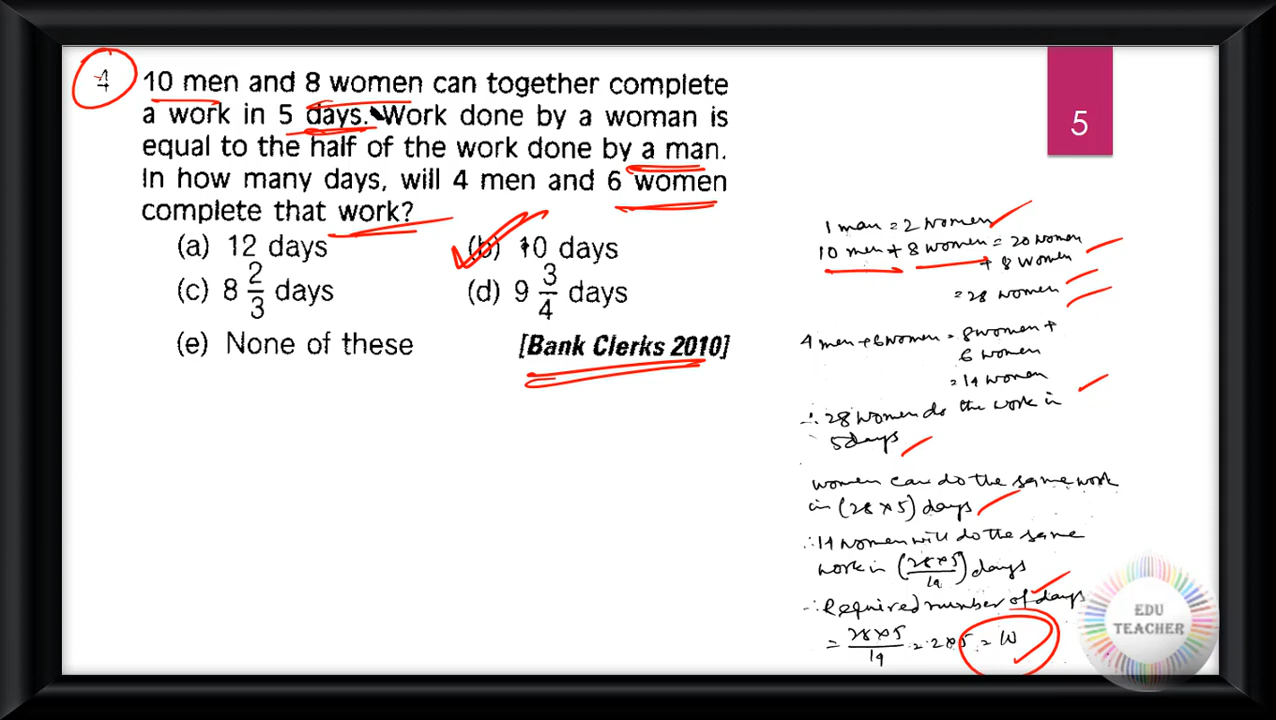 4
10 men and 8 women can together complete
a work in 5 days. Work done by a woman is
equal to the half of the work done by a man.
In how many days, will 4 men and 6 women
complete that work?
(a) 12 days (b) 10 days
(c) 8 2/3 days (d) 9 3/4 days
(e) None of these [Bank Clerks 2010]
5
1 man = 2 women
10 men + 8 women = 20 women
+ 8 women
= 28 women
4 men + 6 women = 8 women +
6 women
= 14 women
∴ 28 women do the work in
5 days
women can do the same work
in (28 × 5) days
∴ 14 women will do the same
work in (28×5/14) days
∴ Required number of days
= 28×5/14 = 2×5 = 10
EDU
TEACHER